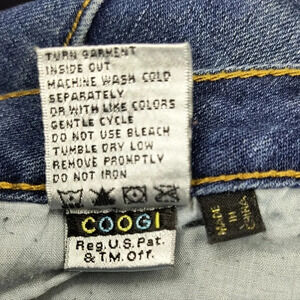 TURN GARMENT
INSIDE OUT
MACHINE WASH COLD
SEPARATELY
OR WITH LIKE COLORS
GENTLE CYCLE
DO NOT USE BLEACH
TUMBLE DRY LOW
REMOVE PROMPTLY
DO NOT IRON
COOGI
Reg. U.S. Pat.
& T.M. Off.
MADE
IN
CHINA